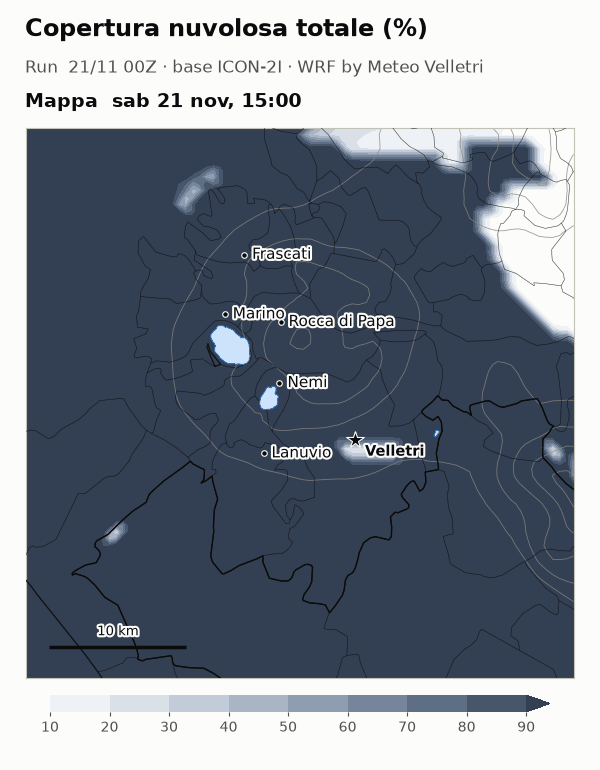 Copertura nuvolosa totale (%)
Run  21/11 00Z · base ICON-2I · WRF by Meteo Velletri
Mappa  sab 21 nov, 15:00
Frascati
Marino
Rocca di Papa
Nemi
Lanuvio
Velletri
10 km
10 20 30 40 50 60 70 80 90